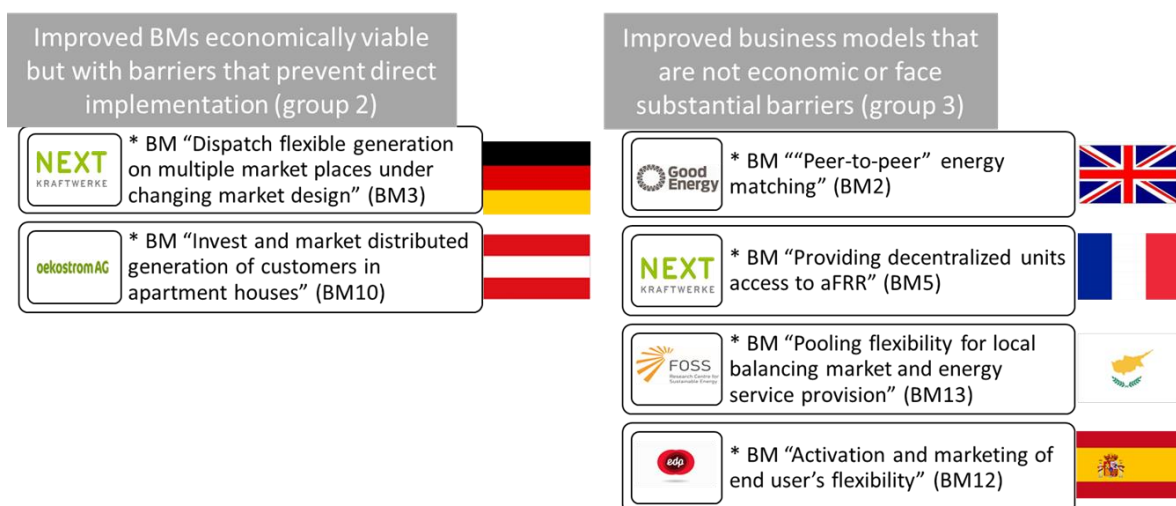 Improved BMs economically viable
but with barriers that prevent direct
implementation (group 2)
NEXT
KRAFTWERKE
* BM “Dispatch flexible generation
on multiple market places under
changing market design” (BM3)
oekostrom AG
* BM “Invest and market distributed
generation of customers in
apartment houses” (BM10)
Improved business models that
are not economic or face
substantial barriers (group 3)
Good
Energy
* BM ““Peer-to-peer” energy
matching” (BM2)
NEXT
KRAFTWERKE
* BM “Providing decentralized units
access to aFRR” (BM5)
FOSS
Research Centre for
Sustainable Energy
* BM “Pooling flexibility for local
balancing market and energy
service provision” (BM13)
edp
* BM “Activation and marketing of
end user’s flexibility” (BM12)